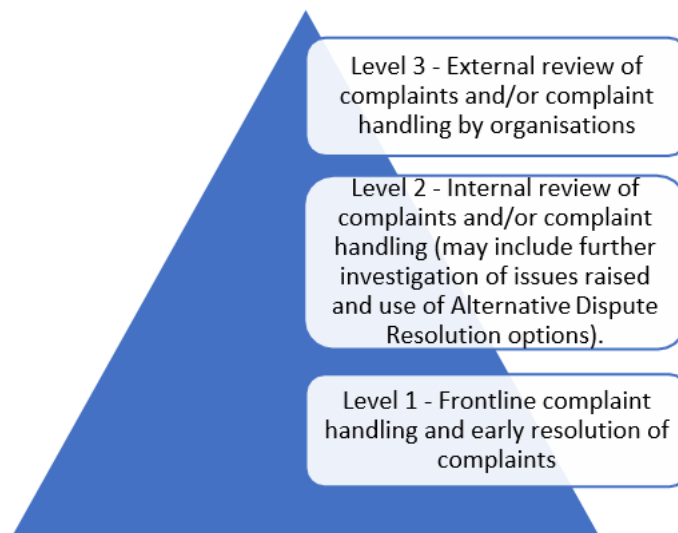 Level 3 - External review of
complaints and/or complaint
handling by organisations
Level 2 - Internal review of
complaints and/or complaint
handling (may include further
investigation of issues raised
and use of Alternative Dispute
Resolution options).
Level 1 - Frontline complaint
handling and early resolution of
complaints